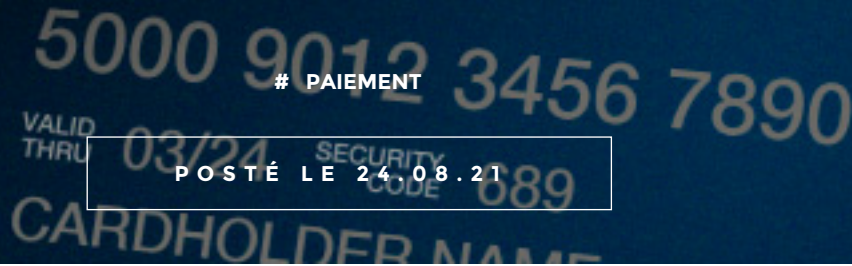 5000 9012 3456 7890
# PAIEMENT
VALID
THRU
03/24
SECURITY
CODE
689
POSTÉ LE 24.08.21
CARDHOLDER NAME